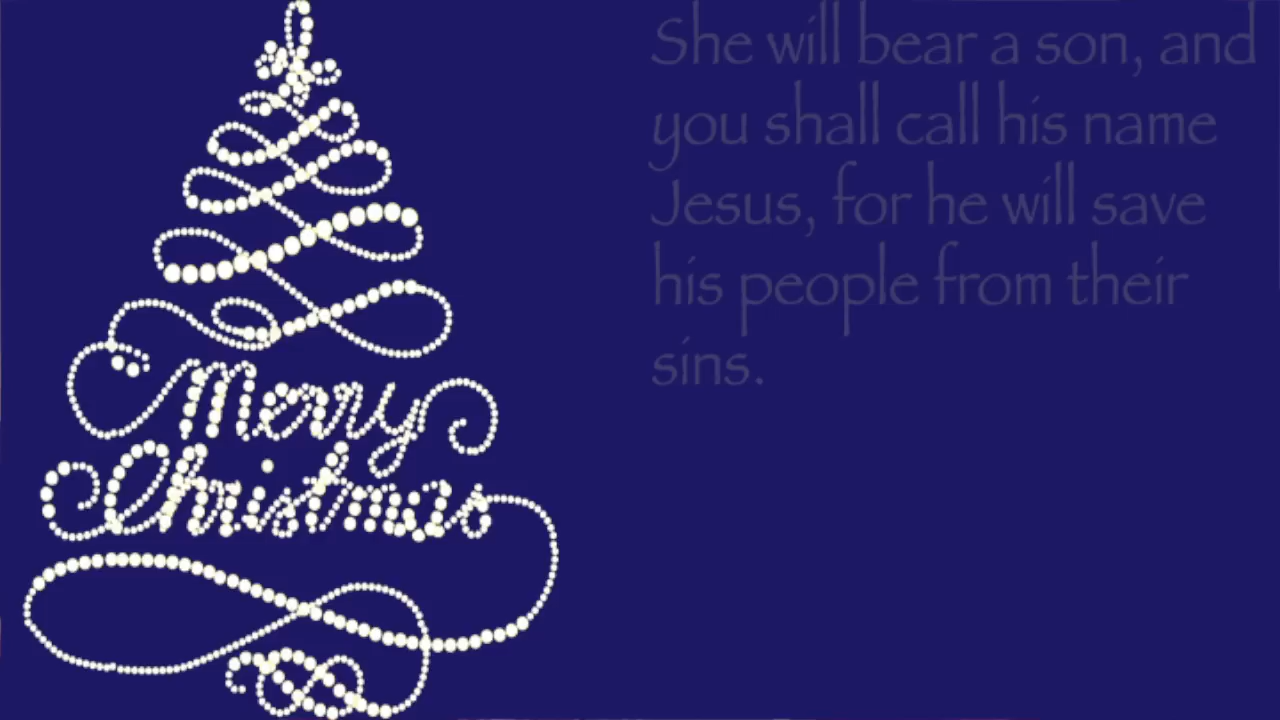 Merry
Christmas
She will bear a son, and
you shall call his name
Jesus, for he will save
his people from their
sins.